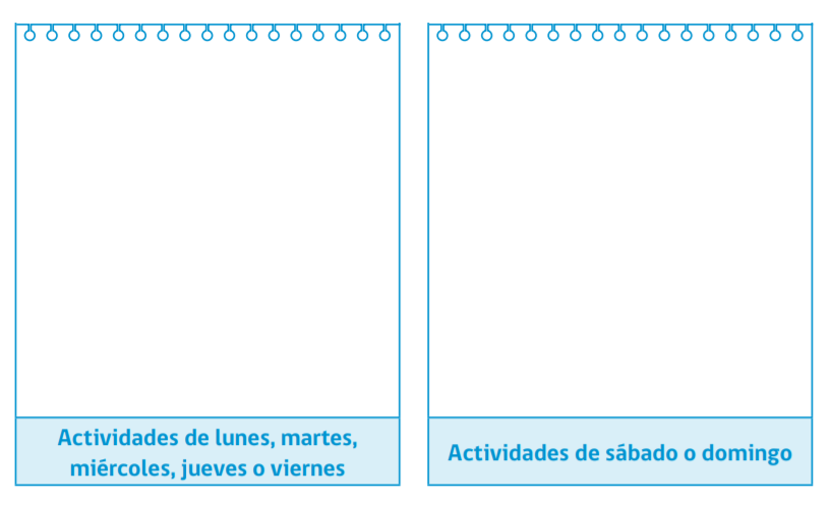 Actividades de lunes, martes,
miércoles, jueves o viernes
Actividades de sábado o domingo